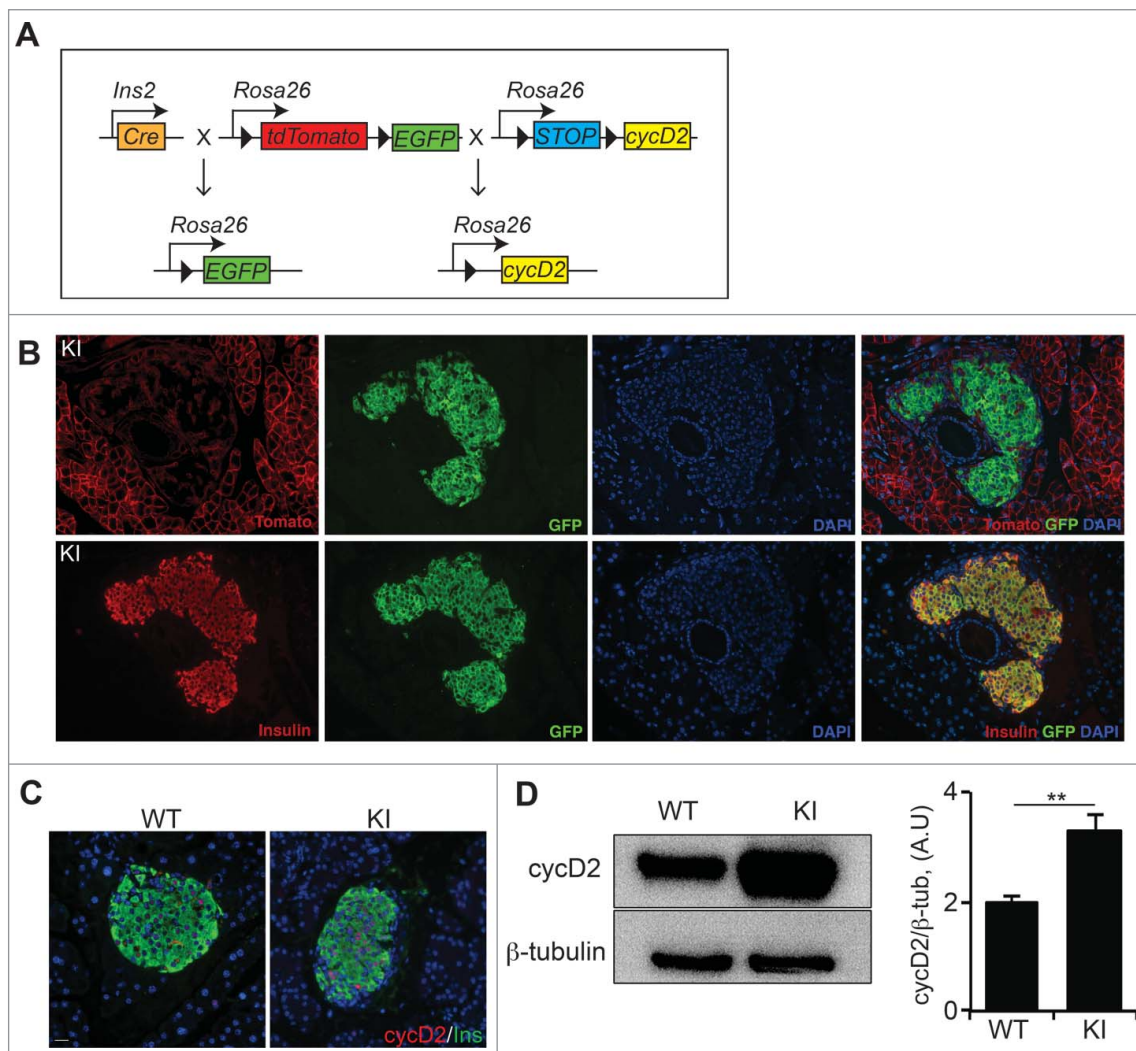 A
Ins2 Rosa26 Rosa26
Cre X tdTomato EGFP X STOP cycD2
Rosa26 Rosa26
EGFP cycD2
B
KI
Tomato GFP DAPI Tomato GFP DAPI
KI
Insulin GFP DAPI Insulin GFP DAPI
C
WT KI
cycD2/Ins
D
WT KI
cycD2
β-tubulin
cycD2/β-tub, (A.U)
4
**
2
0
WT KI